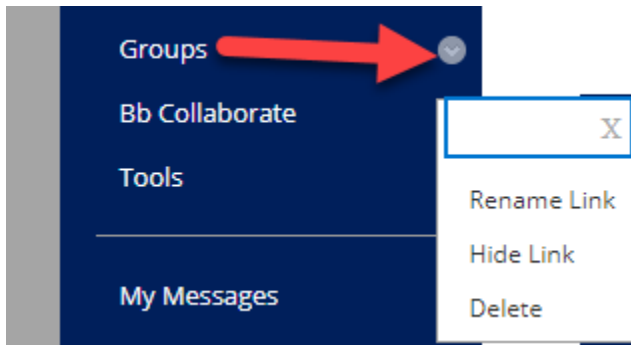 Groups
Bb Collaborate
Tools
My Messages
X
Rename Link
Hide Link
Delete